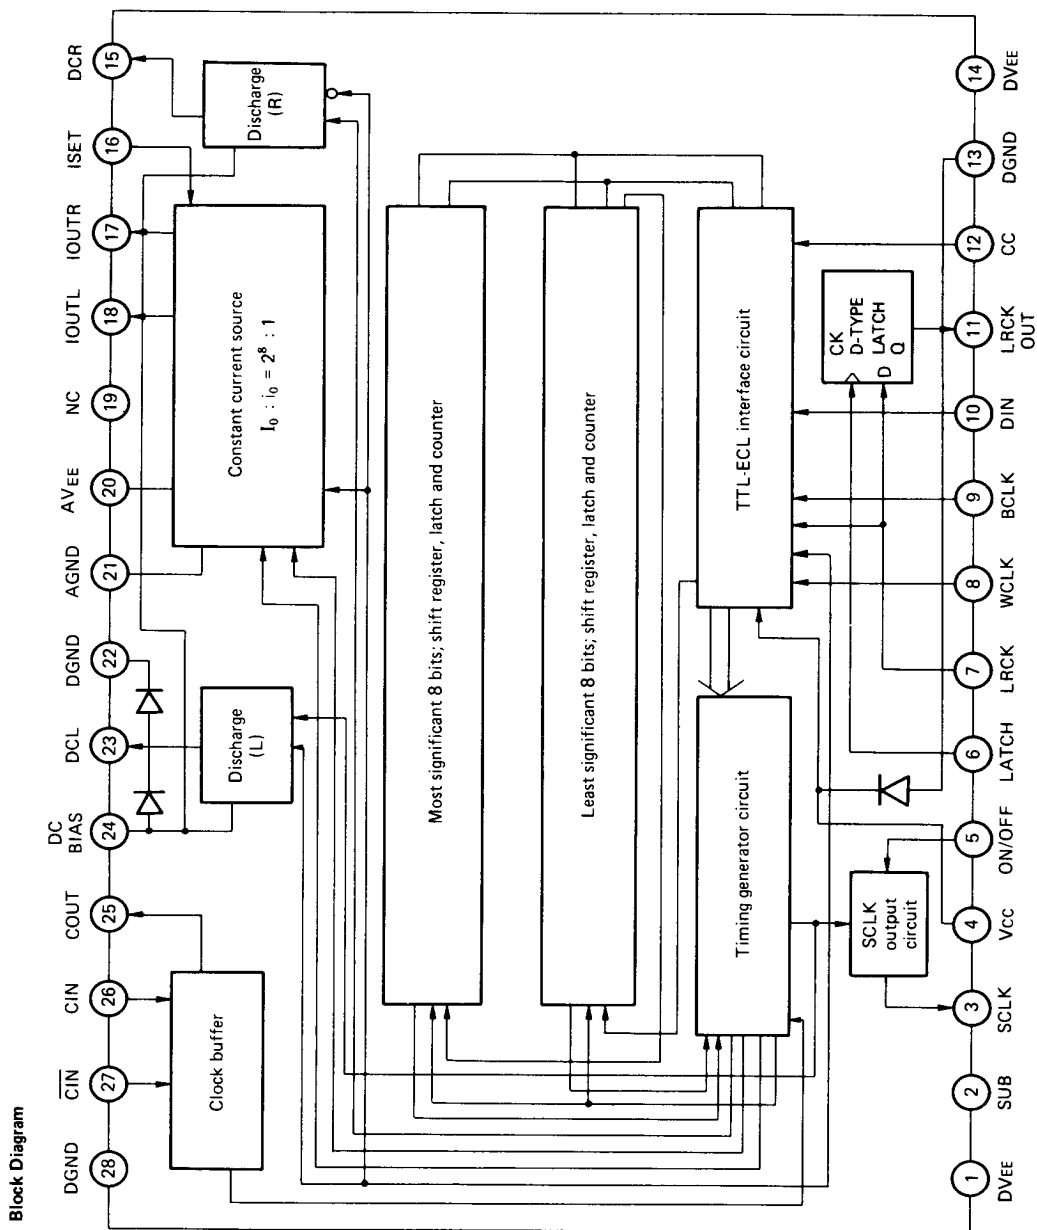 Block Diagram
DGND
28
CIN
27
CIN
26
COUT
25
DC
BIAS
24
DCL
23
DGND
22
AGND
21
AVEE
20
NC
19
IOUTL
18
IOUTR
17
ISET
16
DCR
15
Clock buffer
Discharge
(L)
Constant current source
I₀ : i₀ = 2⁸ : 1
Discharge
(R)
Most significant 8 bits; shift register, latch and counter
Least significant 8 bits; shift register, latch and counter
Timing generator circuit
TTL-ECL interface circuit
SCLK
output
circuit
CK
D-TYPE
LATCH
D Q
1
DVEE
2
SUB
3
SCLK
4
VCC
5
ON/OFF
6
LATCH
7
LRCK
8
WCLK
9
BCLK
10
DIN
11
LRCK
OUT
12
CC
13
DGND
14
DVEE